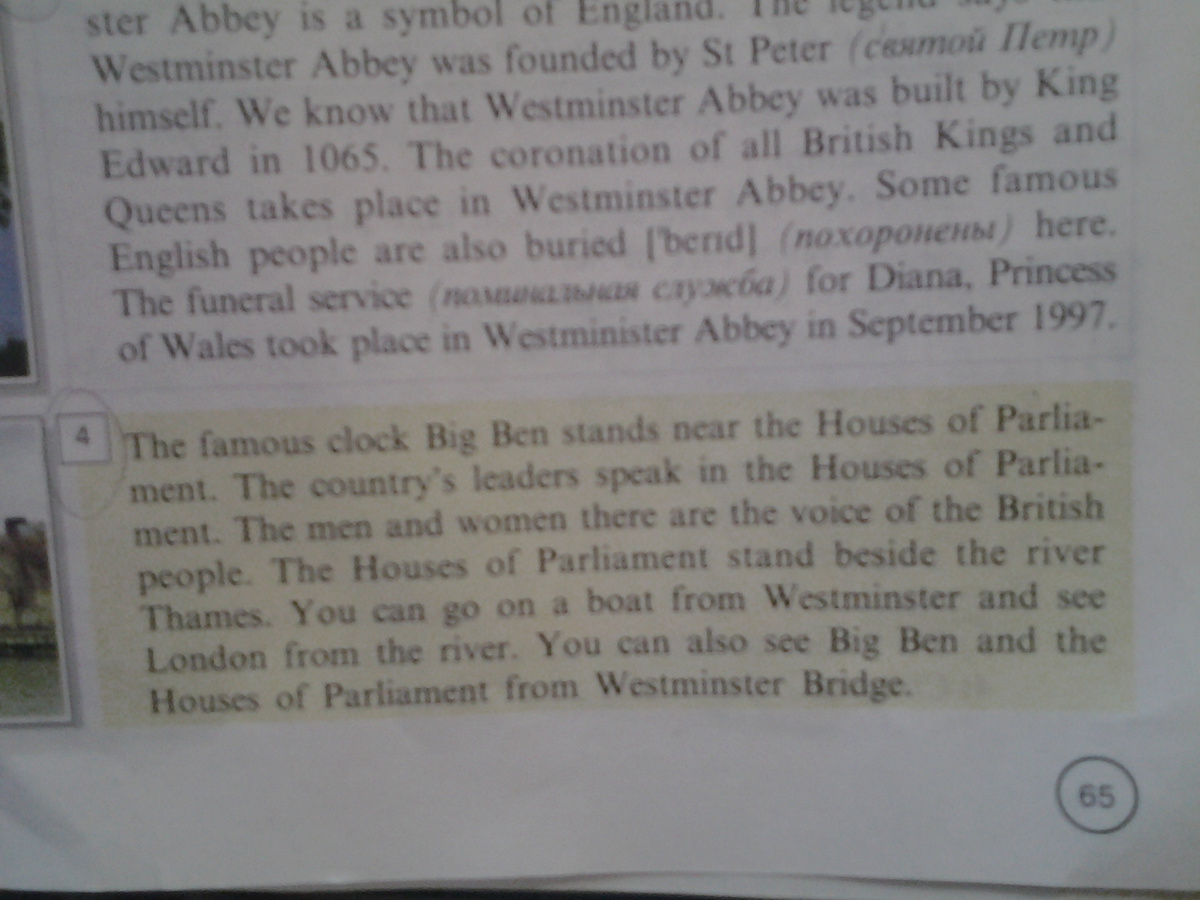 ster Abbey is a symbol of England. The legend says
Westminster Abbey was founded by St Peter (святой Петр)
himself. We know that Westminster Abbey was built by King
Edward in 1065. The coronation of all British Kings and
Queens takes place in Westminster Abbey. Some famous
English people are also buried ['berıd] (похоронены) here.
The funeral service (поминальная служба) for Diana, Princess
of Wales took place in Westminister Abbey in September 1997.
4
The famous clock Big Ben stands near the Houses of Parlia-
ment. The country's leaders speak in the Houses of Parlia-
ment. The men and women there are the voice of the British
people. The Houses of Parliament stand beside the river
Thames. You can go on a boat from Westminster and see
London from the river. You can also see Big Ben and the
Houses of Parliament from Westminster Bridge.
65